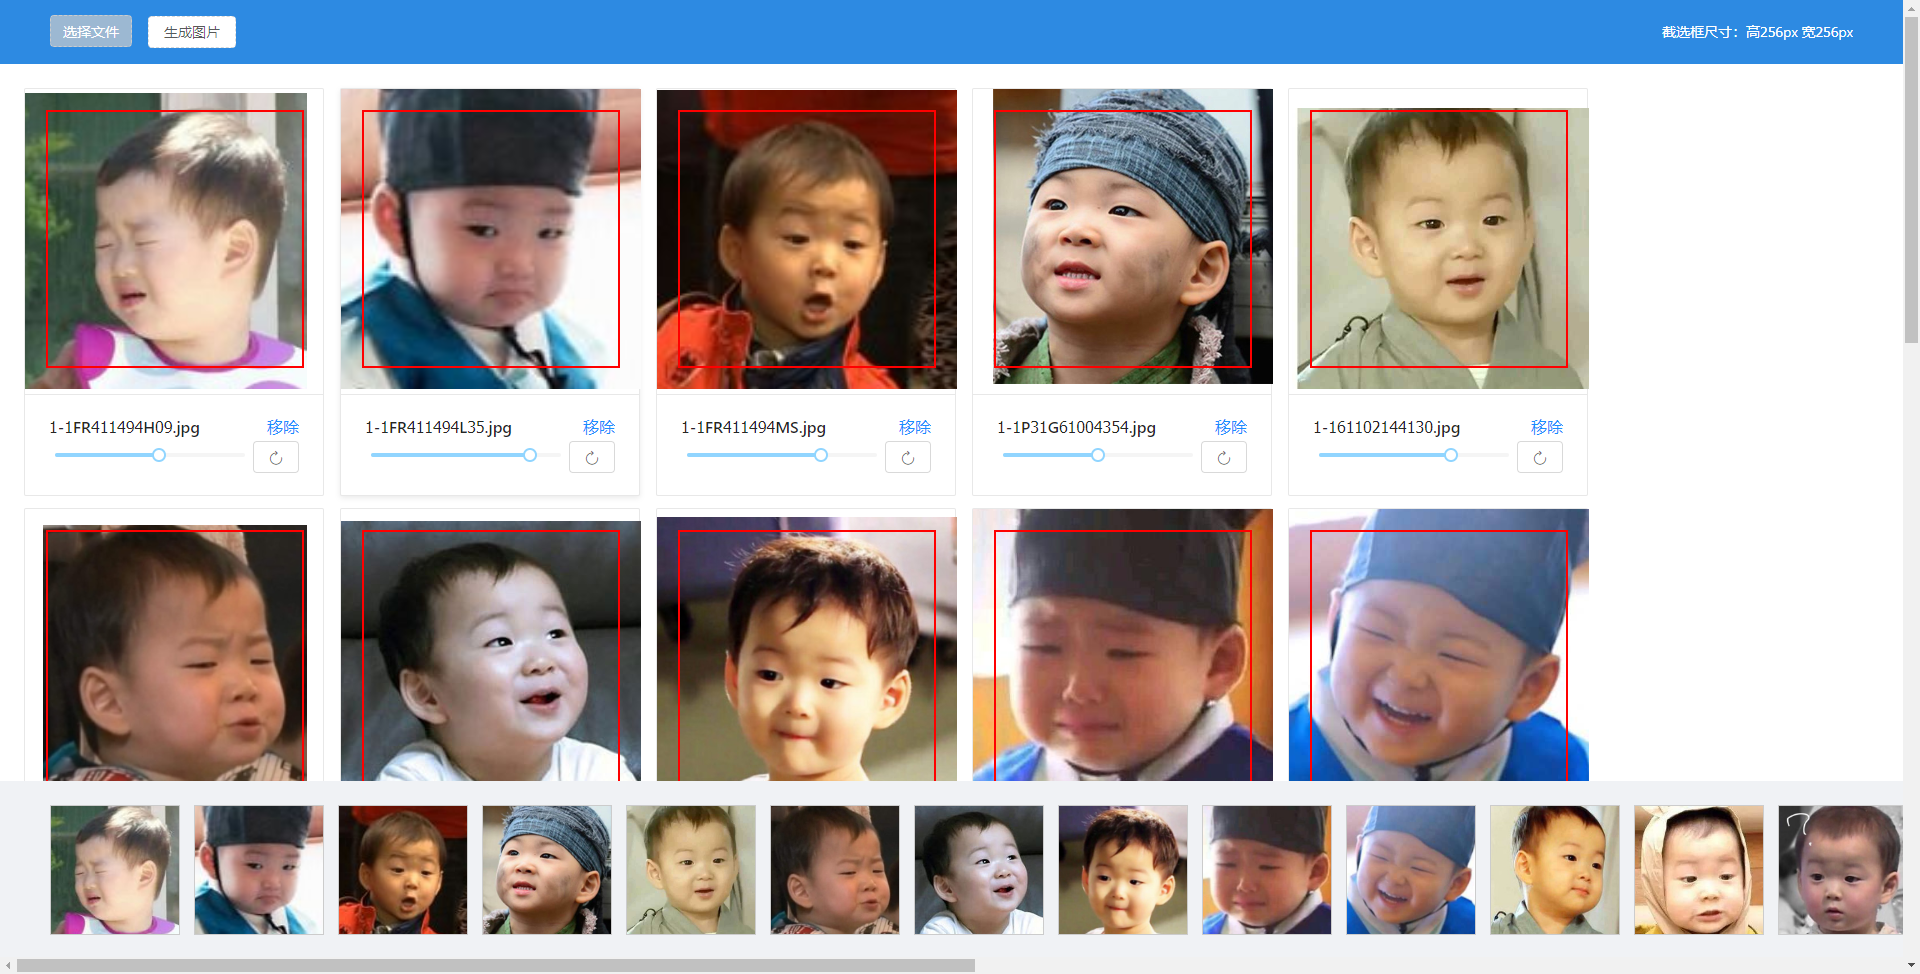 选择文件
生成图片
截选框尺寸：高256px 宽256px
1-1FR411494H09.jpg 移除
1-1FR411494L35.jpg 移除
1-1FR411494MS.jpg 移除
1-1P31G61004354.jpg 移除
1-161102144130.jpg 移除